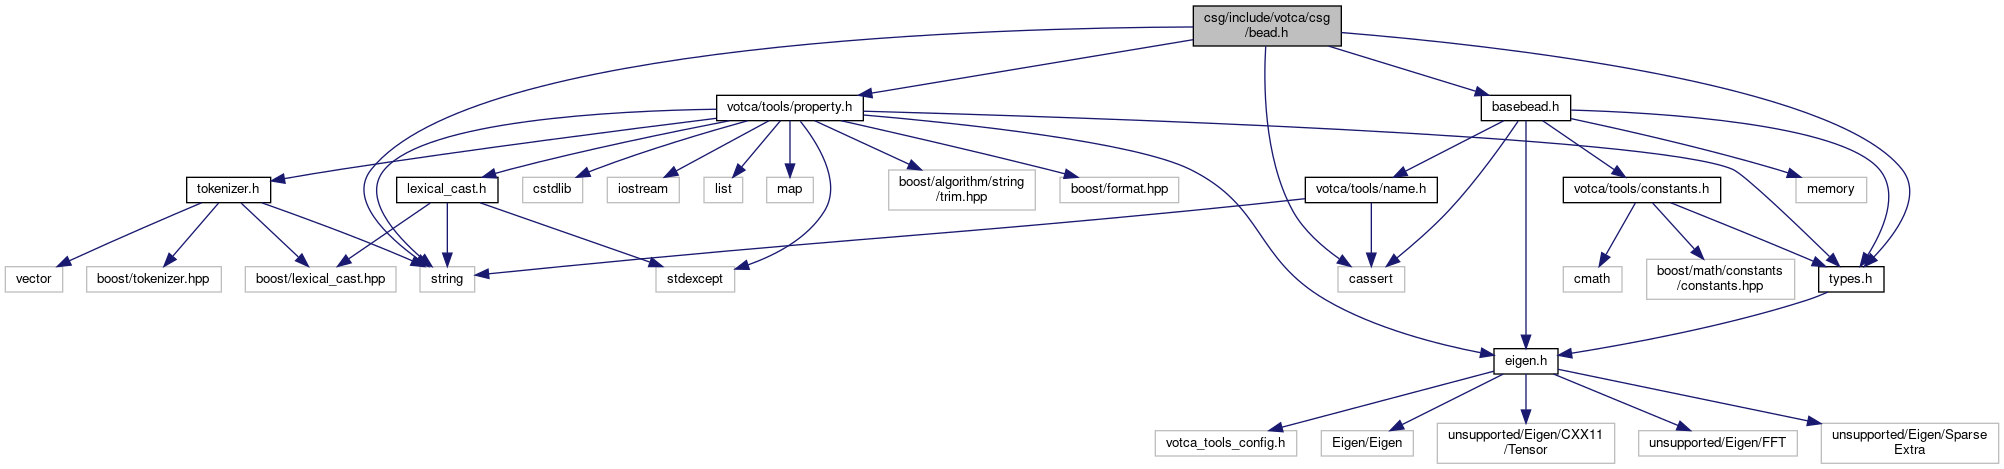 csg/include/votca/csg
/bead.h
votca/tools/property.h
basebead.h
tokenizer.h
lexical_cast.h
cstdlib
iostream
list
map
boost/algorithm/string
/trim.hpp
boost/format.hpp
votca/tools/name.h
votca/tools/constants.h
memory
vector
boost/tokenizer.hpp
boost/lexical_cast.hpp
string
stdexcept
cassert
cmath
boost/math/constants
/constants.hpp
types.h
eigen.h
votca_tools_config.h
Eigen/Eigen
unsupported/Eigen/CXX11
/Tensor
unsupported/Eigen/FFT
unsupported/Eigen/Sparse
Extra